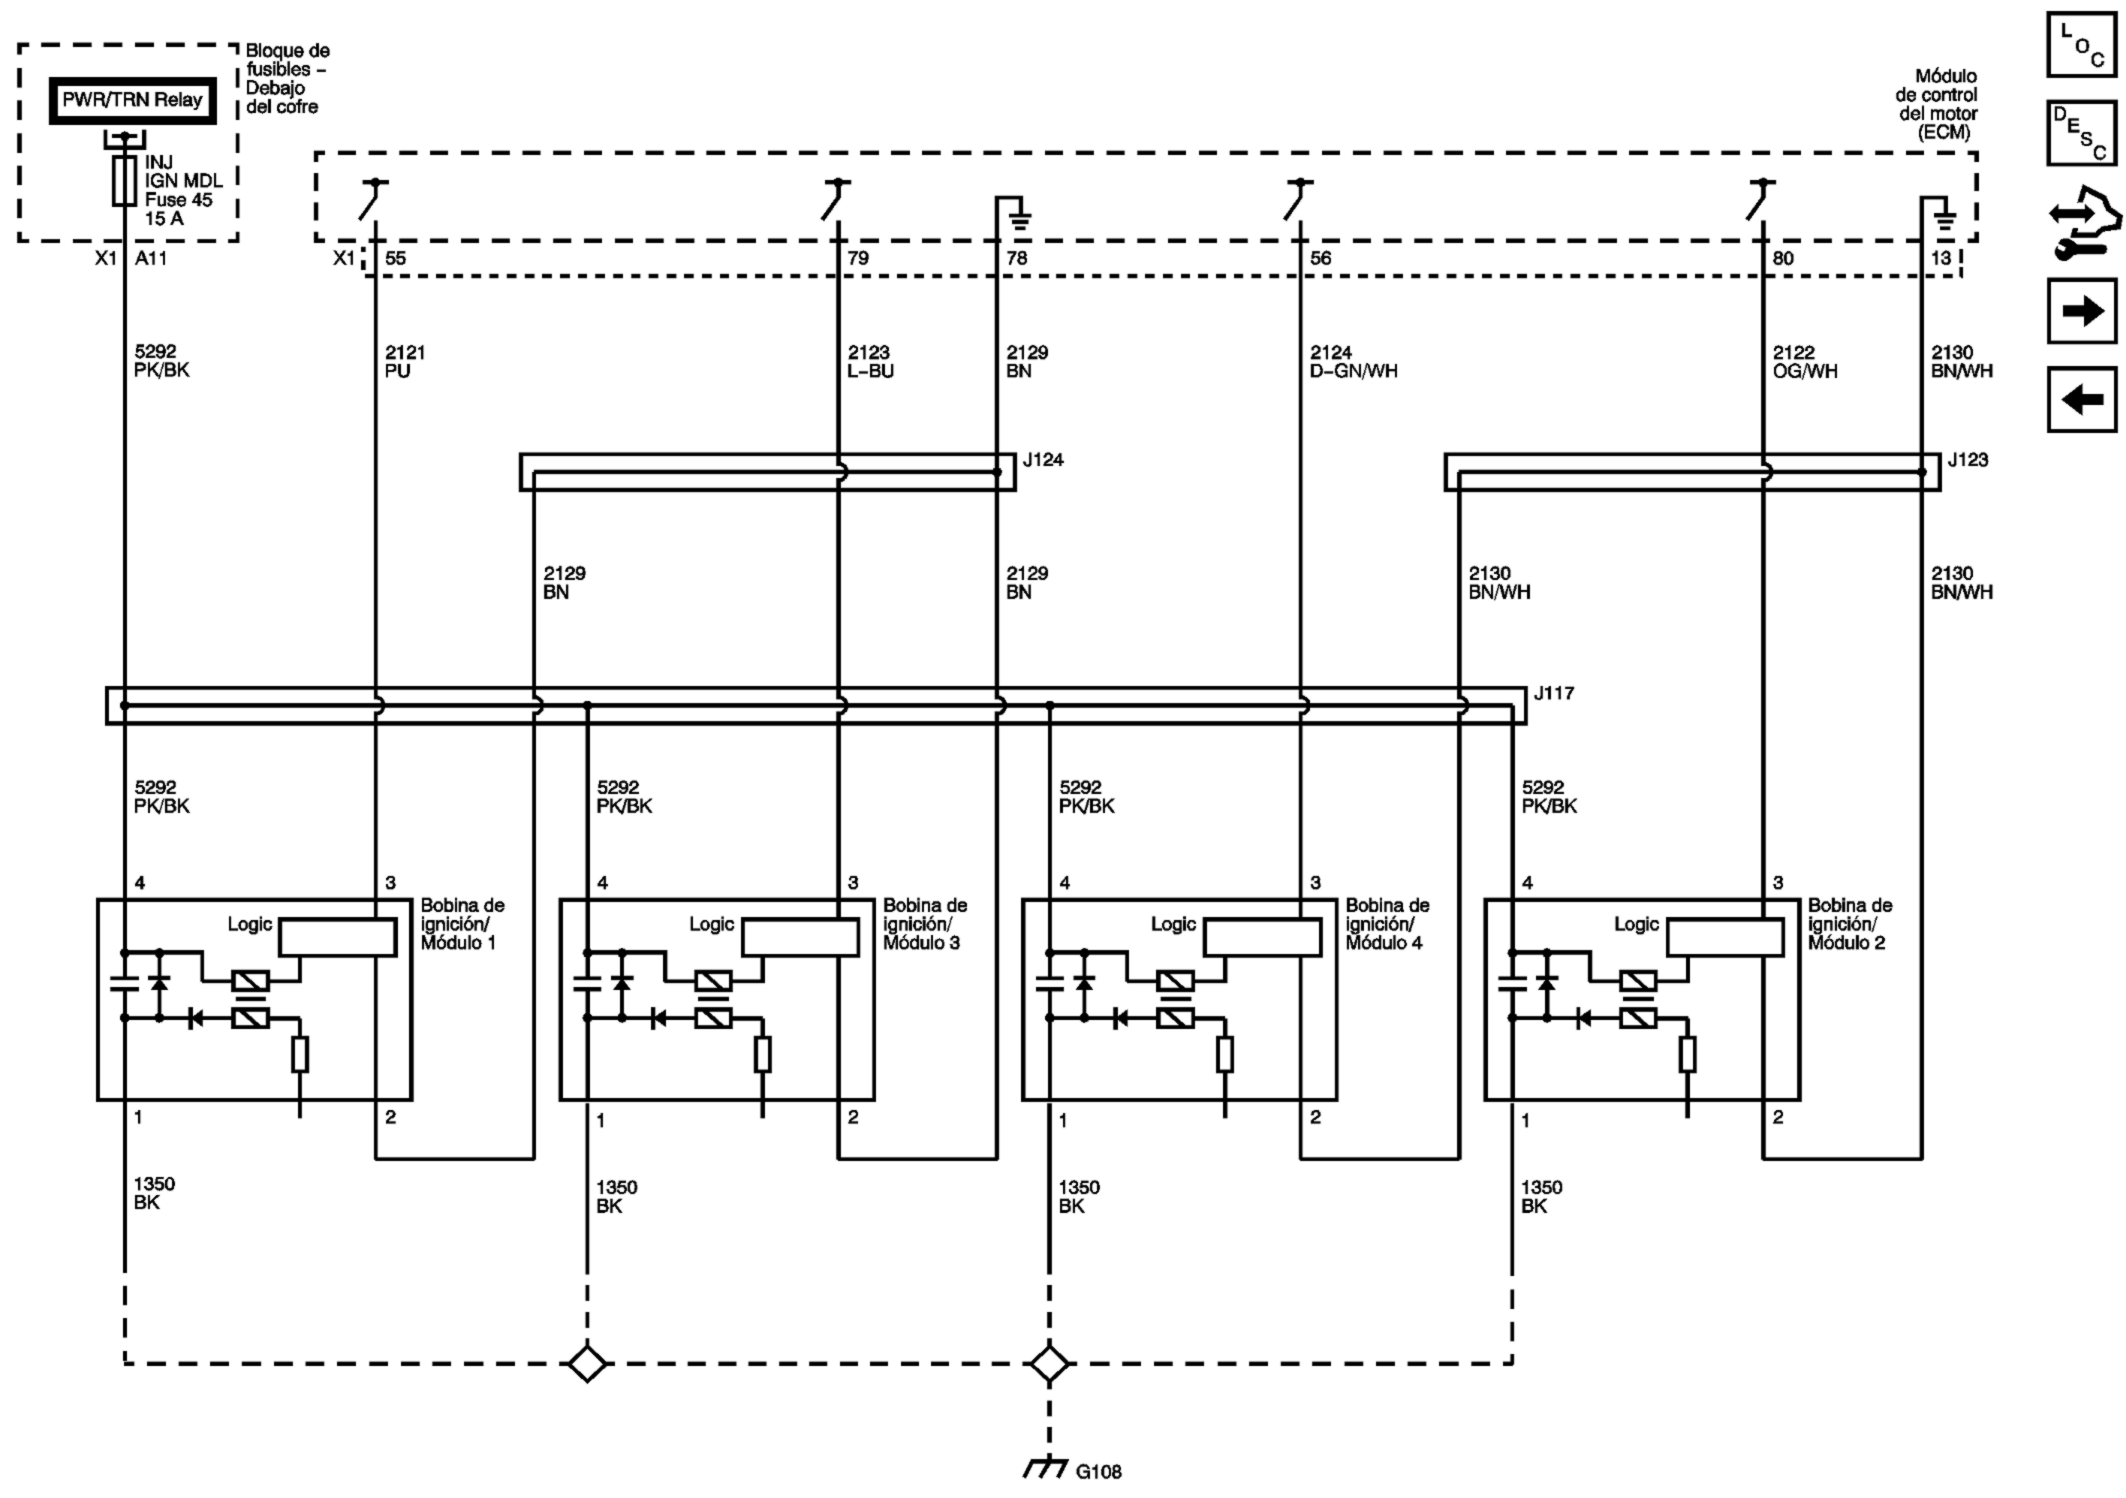 Bloque de
fusibles –
Debajo
del cofre
PWR/TRN Relay
INJ
IGN MDL
Fuse 45
15 A
X1 A11
Módulo
de control
del motor
(ECM)
L
O
C
D
E
S
C
X1 55 79 78 56 80 13
5292
PK/BK
2121
PU
2123
L–BU
2129
BN
2124
D–GN/WH
2122
OG/WH
2130
BN/WH
J124
J123
2129
BN
2129
BN
2130
BN/WH
2130
BN/WH
J117
5292
PK/BK
5292
PK/BK
5292
PK/BK
5292
PK/BK
4 3 4 3 4 3 4 3
Logic
Bobina de
ignición/
Módulo 1
Logic
Bobina de
ignición/
Módulo 3
Logic
Bobina de
ignición/
Módulo 4
Logic
Bobina de
ignición/
Módulo 2
1 2 1 2 1 2 1 2
1350
BK
1350
BK
1350
BK
1350
BK
G108